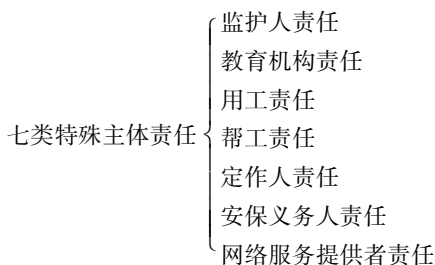 七类特殊主体责任
监护人责任
教育机构责任
用工责任
帮工责任
定作人责任
安保义务人责任
网络服务提供者责任